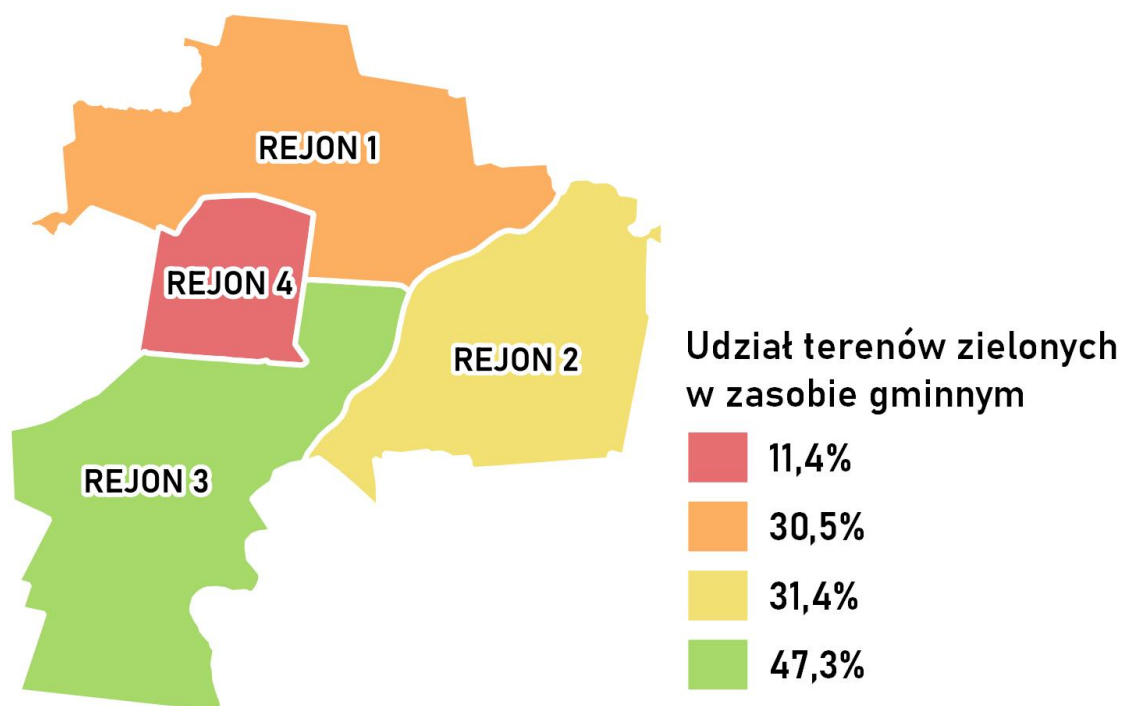 REJON 1
REJON 4
REJON 2
REJON 3
Udział terenów zielonych
w zasobie gminnym
11,4%
30,5%
31,4%
47,3%